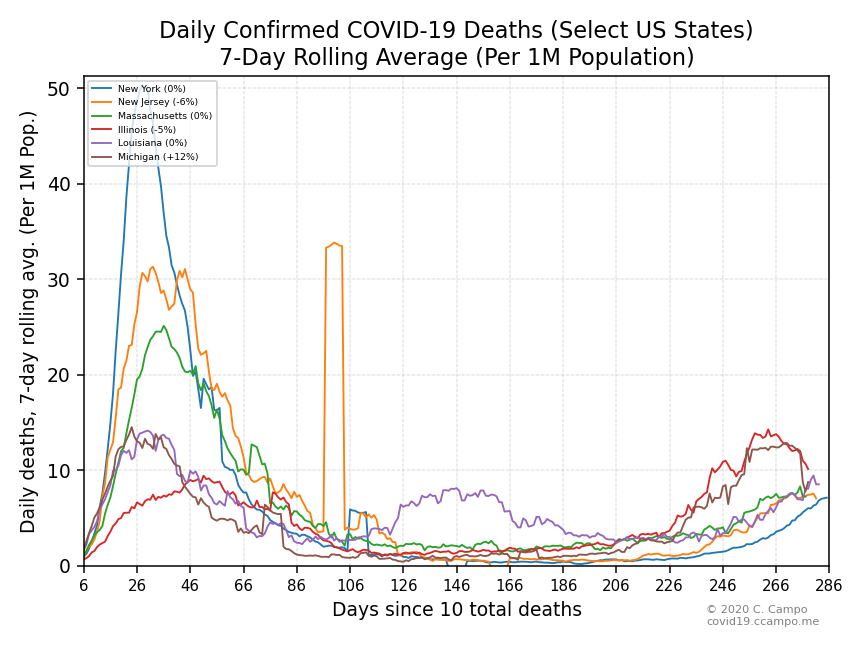 Daily Confirmed COVID-19 Deaths (Select US States)
7-Day Rolling Average (Per 1M Population)
New York (0%)
New Jersey (-6%)
Massachusetts (0%)
Illinois (-5%)
Louisiana (0%)
Michigan (+12%)
Daily deaths, 7-day rolling avg. (Per 1M Pop.)
50
40
30
20
10
0
6 26 46 66 86 106 126 146 166 186 206 226 246 266 286
Days since 10 total deaths
© 2020 C. Campo
covid19.ccampo.me